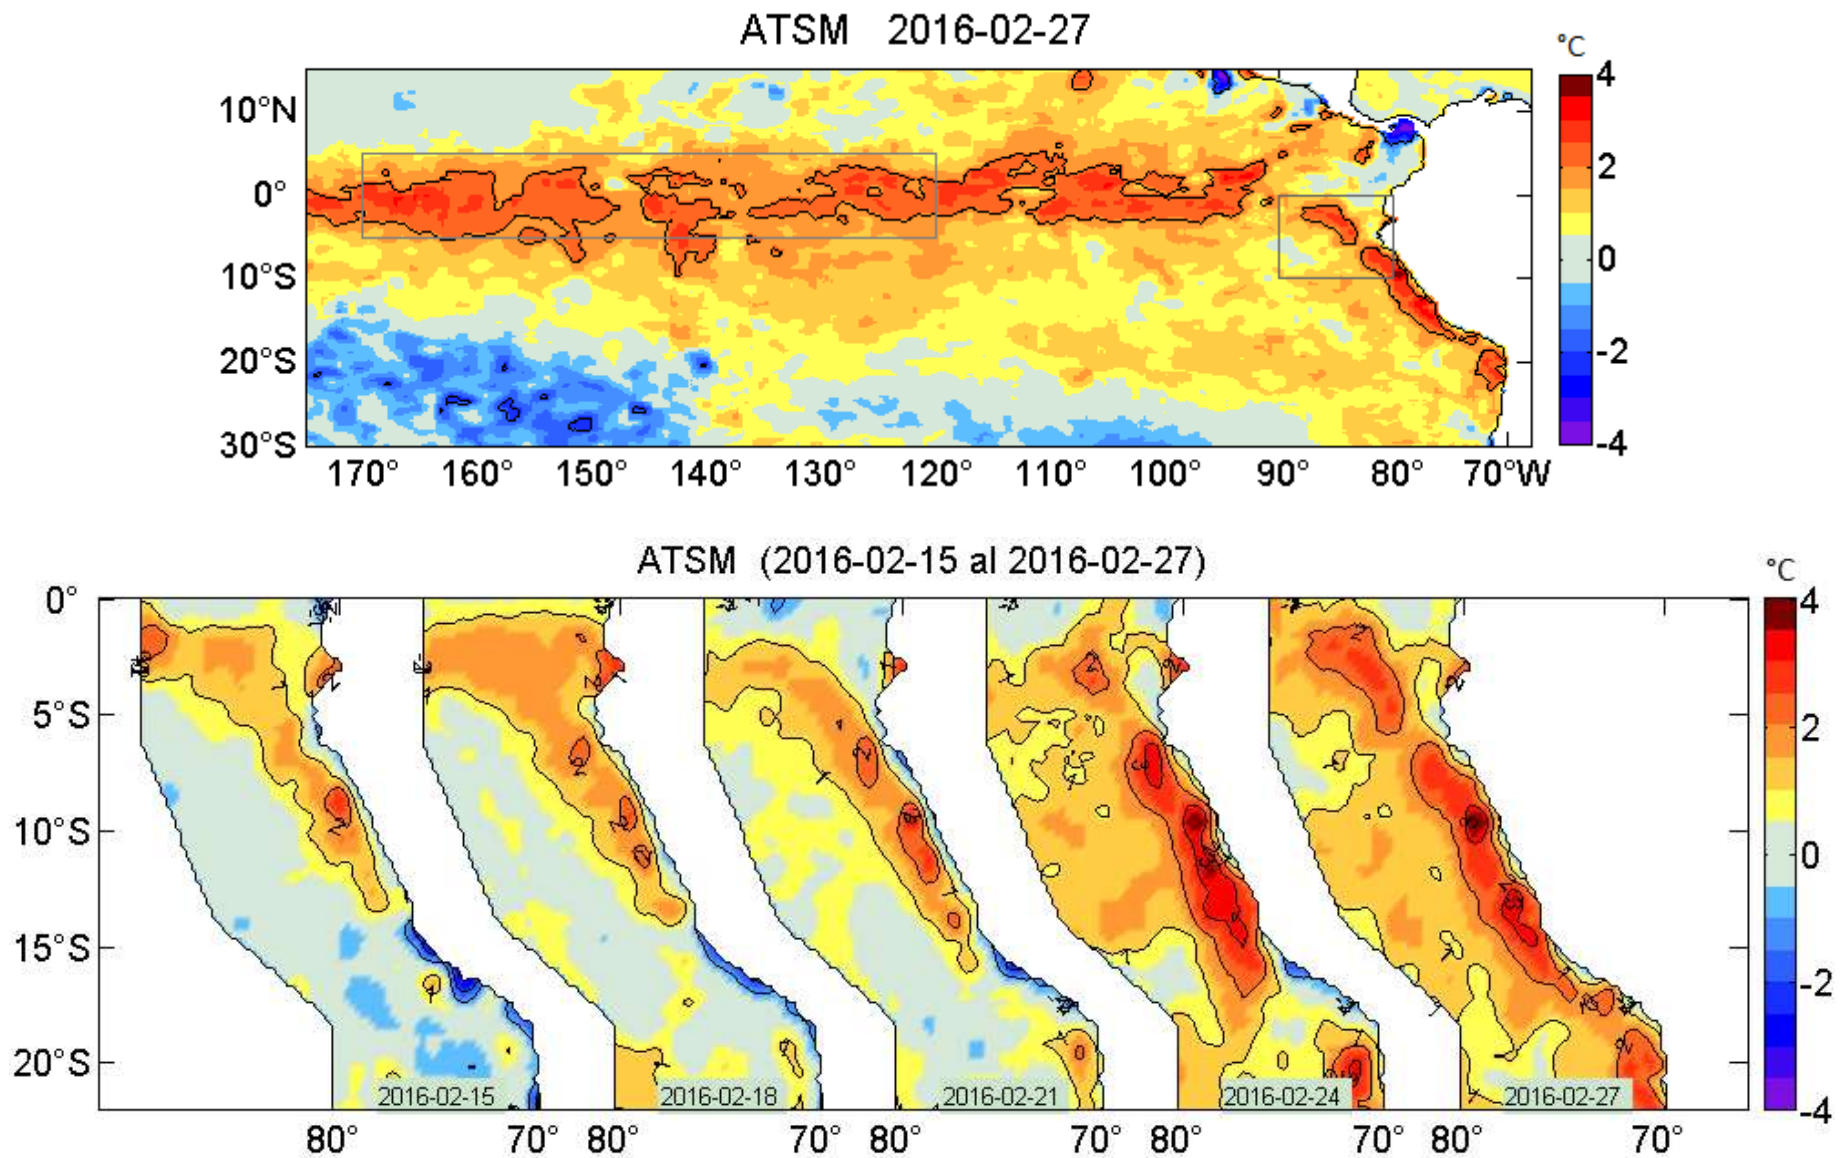 ATSM 2016-02-27
°C
10°N
0°
10°S
20°S
30°S
170° 160° 150° 140° 130° 120° 110° 100° 90° 80° 70°W
4
2
0
-2
-4
ATSM (2016-02-15 al 2016-02-27)
°C
0°
5°S
10°S
15°S
20°S
2016-02-15 2016-02-18 2016-02-21 2016-02-24 2016-02-27
80° 70° 80° 70° 80° 70° 80° 70° 80° 70°
4
2
0
-2
-4